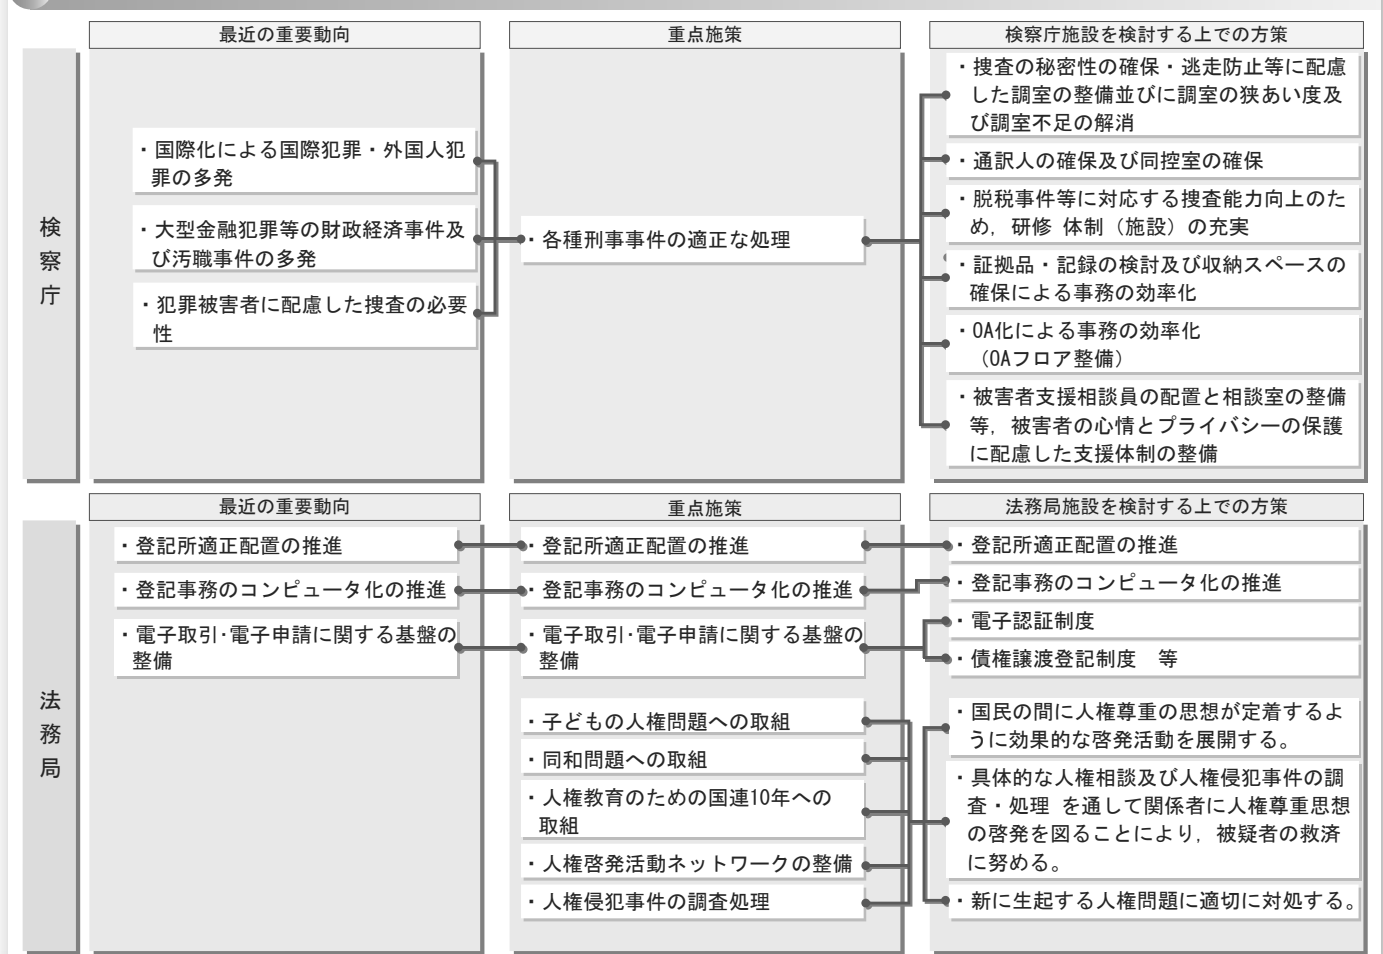 最近の重要動向
重点施策
検察庁施設を検討する上での方策
検察庁
・国際化による国際犯罪・外国人犯
罪の多発
・大型金融犯罪等の財政経済事件及
び汚職事件の多発
・犯罪被害者に配慮した捜査の必要
性
・各種刑事事件の適正な処理
・捜査の秘密性の確保・逃走防止等に配慮
した調室の整備並びに調室の狭あい度及
び調室不足の解消
・通訳人の確保及び同控室の確保
・脱税事件等に対応する捜査能力向上のた
め，研修 体制（施設）の充実
・証拠品・記録の検討及び収納スペースの
確保による事務の効率化
・OA化による事務の効率化
（OAフロア整備）
・被害者支援相談員の配置と相談室の整備
等，被害者の心情とプライバシーの保護
に配慮した支援体制の整備
最近の重要動向
重点施策
法務局施設を検討する上での方策
法務局
・登記所適正配置の推進
・登記事務のコンピュータ化の推進
・電子取引・電子申請に関する基盤の
整備
・登記所適正配置の推進
・登記事務のコンピュータ化の推進
・電子取引・電子申請に関する基盤の
整備
・子どもの人権問題への取組
・同和問題への取組
・人権教育のための国連10年への
取組
・人権啓発活動ネットワークの整備
・人権侵犯事件の調査処理
・登記所適正配置の推進
・登記事務のコンピュータ化の推進
・電子認証制度
・債権譲渡登記制度　等
・国民の間に人権尊重の思想が定着するよ
うに効果的な啓発活動を展開する。
・具体的な人権相談及び人権侵犯事件の調
査・処理 を通して関係者に人権尊重思想
の啓発を図ることにより，被疑者の救済
に努める。
・新に生起する人権問題に適切に対処する。